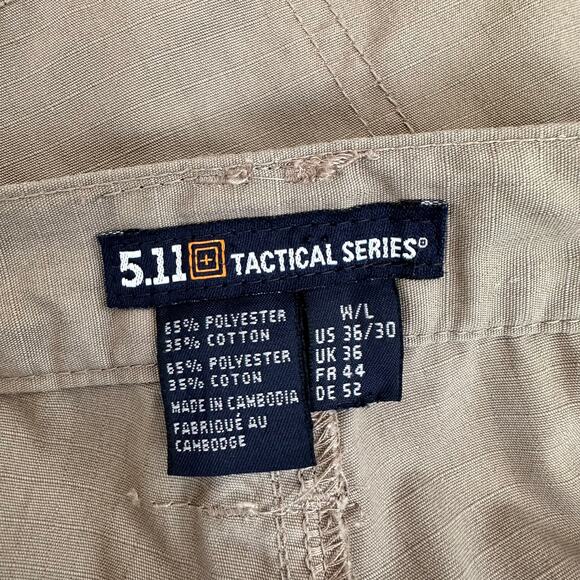 5.11 TACTICAL SERIES®
65% POLYESTER
35% COTTON
65% POLYESTER
35% COTON
MADE IN CAMBODIA
FABRIQUÉ AU
CAMBODGE
W/L
US 36/30
UK 36
FR 44
DE 52